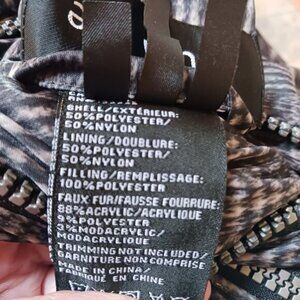 SHELL/EXTÉRIEUR:
50%POLYESTER/
50%NYLON
LINING/DOUBLURE:
50%POLYESTER/
50%NYLON
FILLING/REMPLISSAGE:
100%POLYESTER
FAUX FUR/FAUSSE FOURRURE:
88%ACRYLIC/ACRYLIQUE
9%POLYESTER
3%MODACRYLIC/
MODACRYLIQUE
TRIMMING NOT INCLUDED/
GARNITURE NON COMPRISE
MADE IN CHINA/
FABRIQUÉ EN CHINE